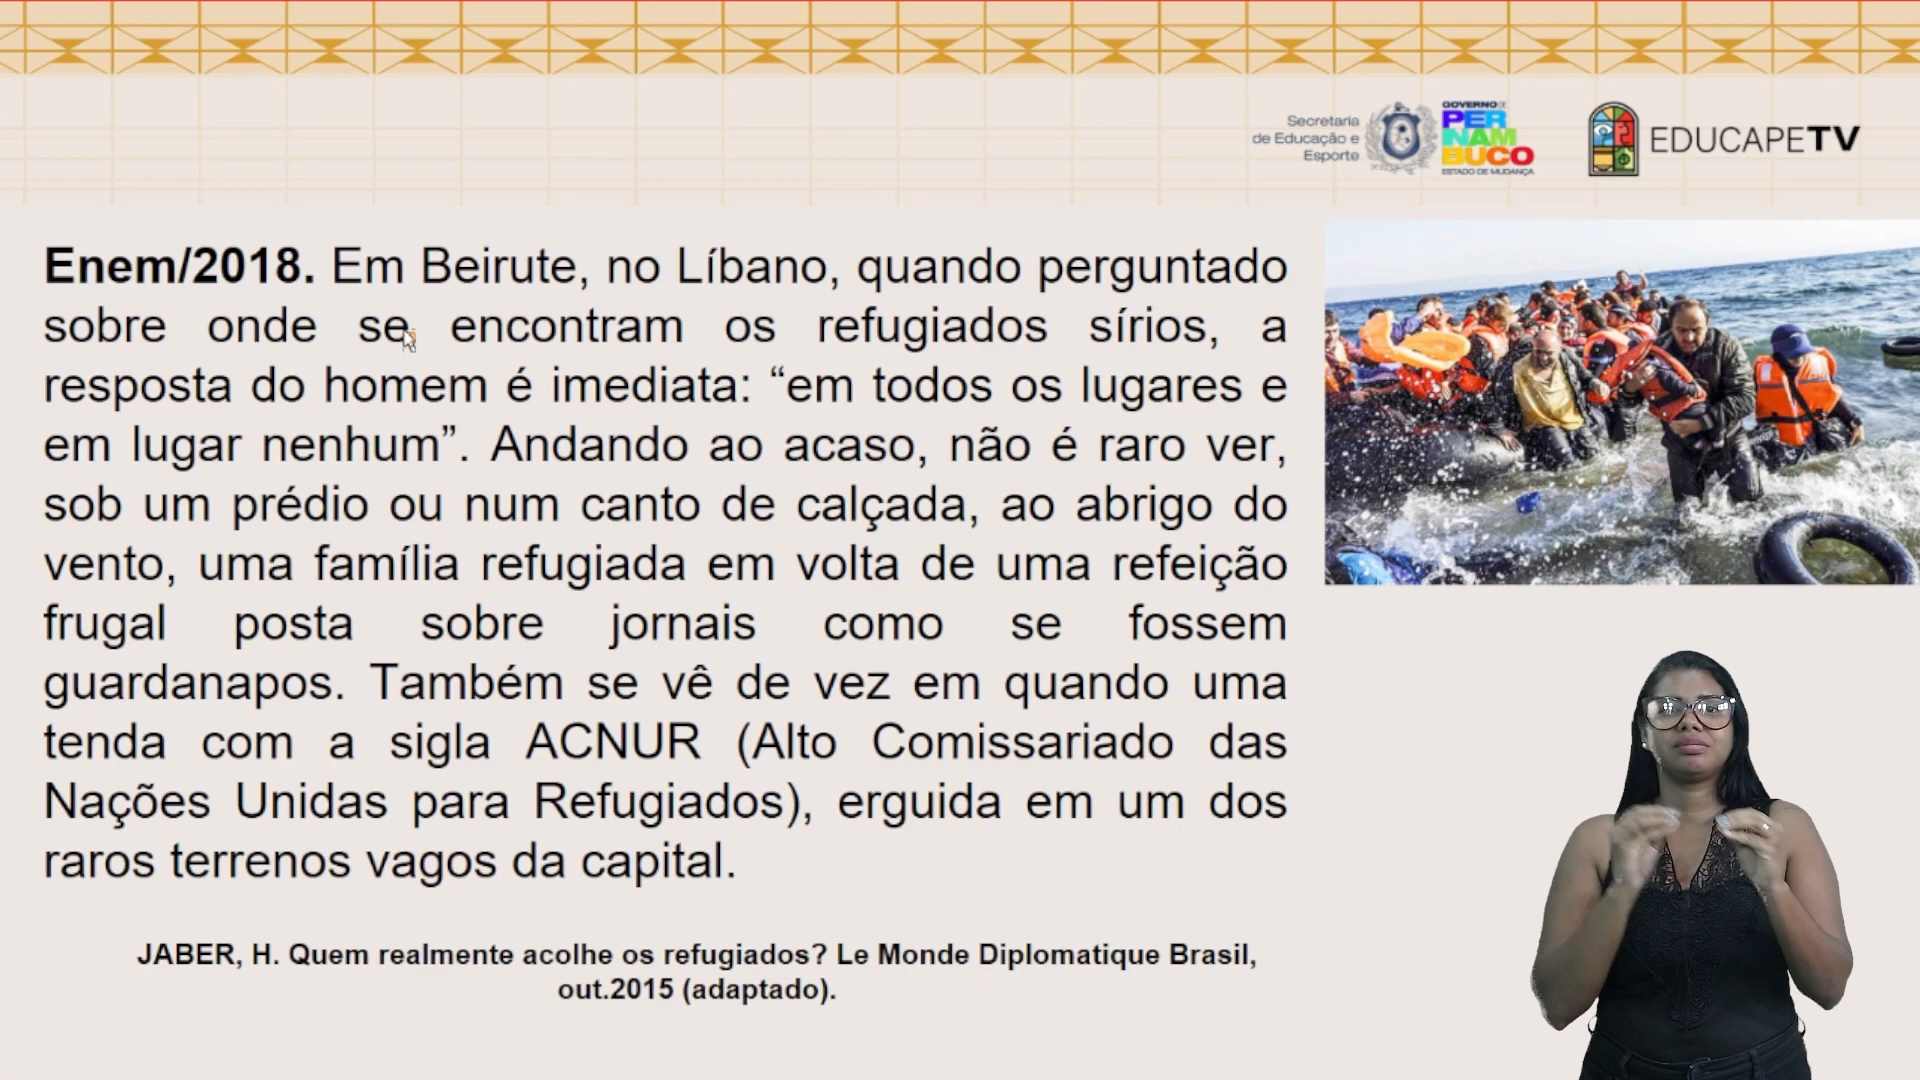 Secretaria
de Educação e
Esporte
GOVERNO DE
PER
NAM
BUCO
ESTADO DE MUDANÇA
EDUCAPETV
Enem/2018. Em Beirute, no Líbano, quando perguntado
sobre onde se encontram os refugiados sírios, a
resposta do homem é imediata: “em todos os lugares e
em lugar nenhum”. Andando ao acaso, não é raro ver,
sob um prédio ou num canto de calçada, ao abrigo do
vento, uma família refugiada em volta de uma refeição
frugal posta sobre jornais como se fossem
guardanapos. Também se vê de vez em quando uma
tenda com a sigla ACNUR (Alto Comissariado das
Nações Unidas para Refugiados), erguida em um dos
raros terrenos vagos da capital.
JABER, H. Quem realmente acolhe os refugiados? Le Monde Diplomatique Brasil,
out.2015 (adaptado).